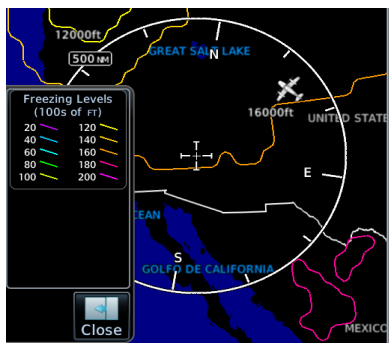 12000ft
GREAT SALT LAKE
500 NM
N
Freezing Levels
(100s of FT)
16000ft
UNITED STATE
20 120
40 140
60 160
80 180
100 200
E
CEAN
S
GOLFO DE CALIFORNIA
Close
MEXICO